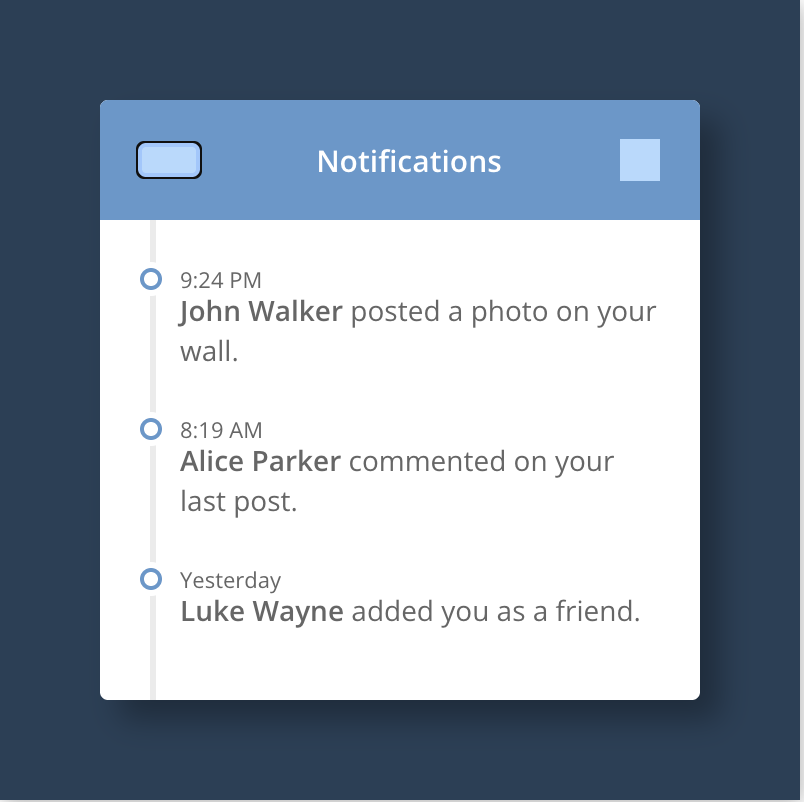 Notifications
9:24 PM
John Walker posted a photo on your
wall.
8:19 AM
Alice Parker commented on your
last post.
Yesterday
Luke Wayne added you as a friend.